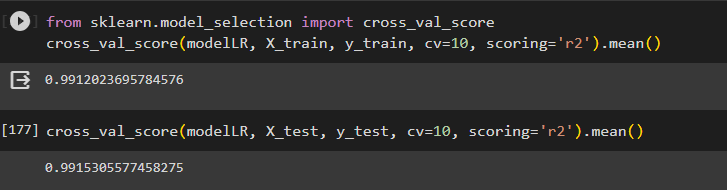 from sklearn.model_selection import cross_val_score
cross_val_score(modelLR, X_train, y_train, cv=10, scoring='r2').mean()
0.9912023695784576
[177] cross_val_score(modelLR, X_test, y_test, cv=10, scoring='r2').mean()
0.9915305577458275